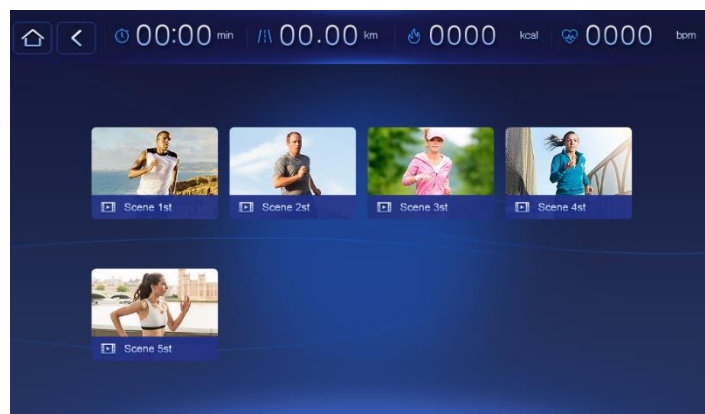 00:00 min 00.00 km 0000 kcal 0000 bpm
Scene 1st Scene 2st Scene 3st Scene 4st
Scene 5st